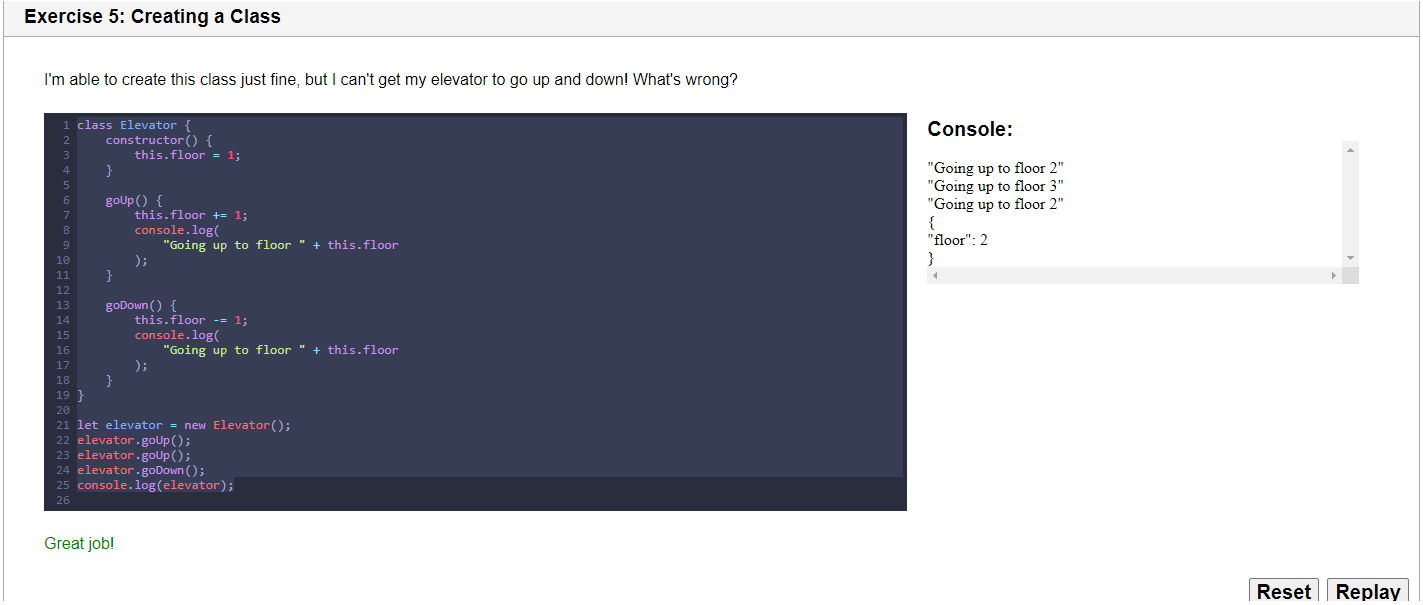 Exercise 5: Creating a Class
I'm able to create this class just fine, but I can't get my elevator to go up and down! What's wrong?
1 class Elevator {
2     constructor() {
3         this.floor = 1;
4     }
5
6     goUp() {
7         this.floor += 1;
8         console.log(
9             "Going up to floor " + this.floor
10         );
11     }
12
13     goDown() {
14         this.floor -= 1;
15         console.log(
16             "Going up to floor " + this.floor
17         );
18     }
19 }
20
21 let elevator = new Elevator();
22 elevator.goUp();
23 elevator.goUp();
24 elevator.goDown();
25 console.log(elevator);
26
Console:
"Going up to floor 2"
"Going up to floor 3"
"Going up to floor 2"
{
"floor": 2
}
Great job!
Reset Replay